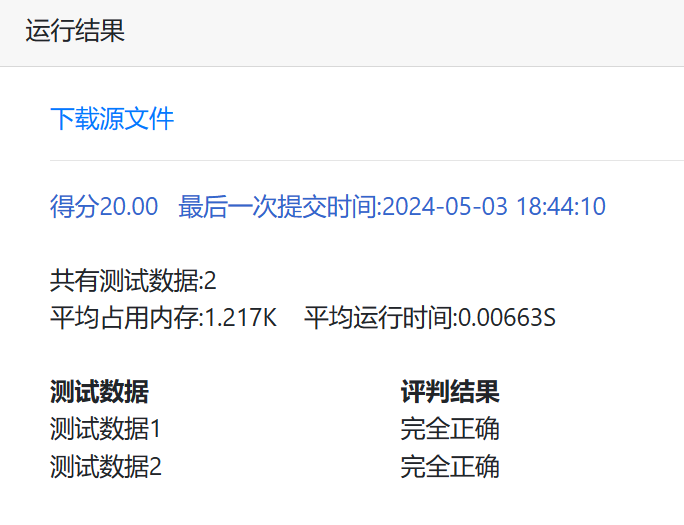 运行结果
下载源文件
得分20.00 最后一次提交时间:2024-05-03 18:44:10
共有测试数据:2
平均占用内存:1.217K 平均运行时间:0.00663S
测试数据 评判结果
测试数据1 完全正确
测试数据2 完全正确